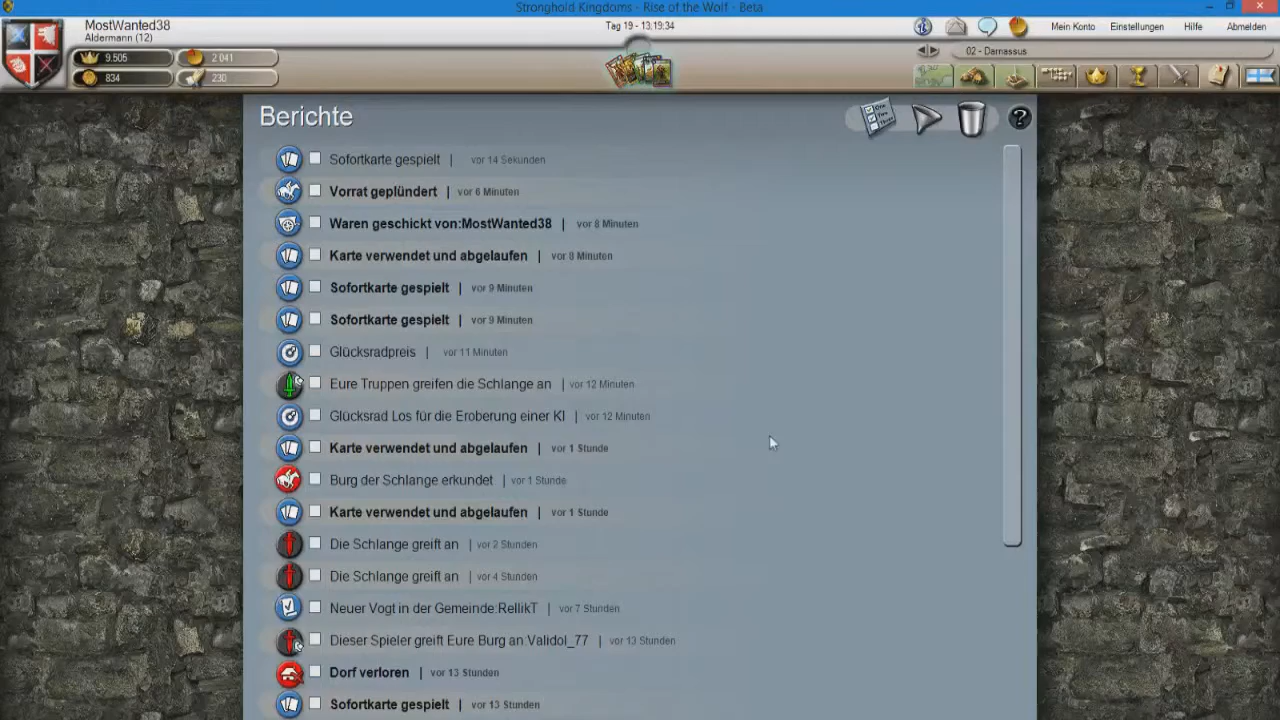 Stronghold Kingdoms - Rise of the Wolf - Beta
MostWanted38
Aldermann (12)
Tag 19 - 13:19:34
Mein Konto
Einstellungen
Hilfe
Abmelden
9.505
2 041
02 - Darnassus
834
230
Berichte
Sofortkarte gespielt | vor 14 Sekunden
Vorrat geplündert | vor 6 Minuten
Waren geschickt von:MostWanted38 | vor 8 Minuten
Karte verwendet und abgelaufen | vor 8 Minuten
Sofortkarte gespielt | vor 9 Minuten
Sofortkarte gespielt | vor 9 Minuten
Glücksradpreis | vor 11 Minuten
Eure Truppen greifen die Schlange an | vor 12 Minuten
Glücksrad Los für die Eroberung einer KI | vor 12 Minuten
Karte verwendet und abgelaufen | vor 1 Stunde
Burg der Schlange erkundet | vor 1 Stunde
Karte verwendet und abgelaufen | vor 1 Stunde
Die Schlange greift an | vor 2 Stunden
Die Schlange greift an | vor 4 Stunden
Neuer Vogt in der Gemeinde:RellikT | vor 7 Stunden
Dieser Spieler greift Eure Burg an:Validol_77 | vor 13 Stunden
Dorf verloren | vor 13 Stunden
Sofortkarte gespielt | vor 13 Stunden